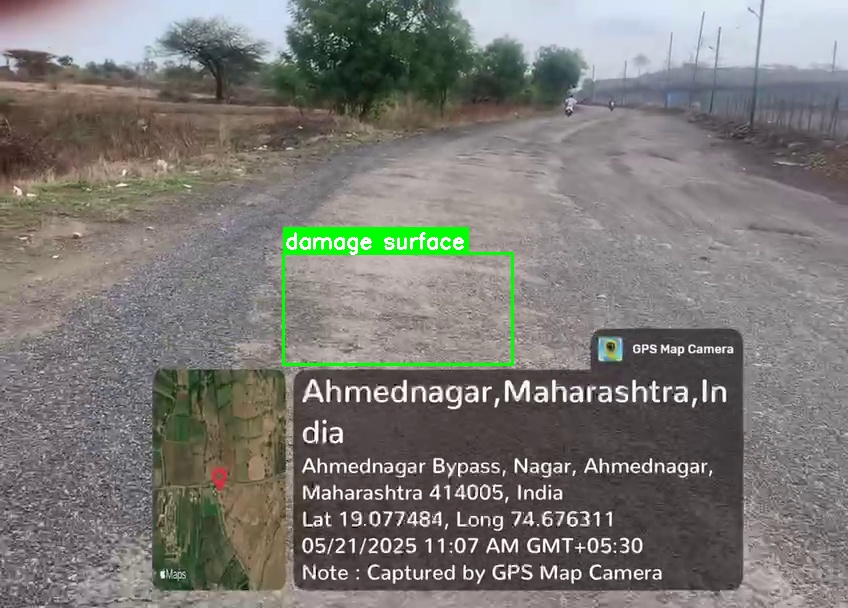 damage surface
GPS Map Camera
Ahmednagar,Maharashtra,In
dia
Ahmednagar Bypass, Nagar, Ahmednagar,
Maharashtra 414005, India
Lat 19.077484, Long 74.676311
05/21/2025 11:07 AM GMT+05:30
Note : Captured by GPS Map Camera
Maps